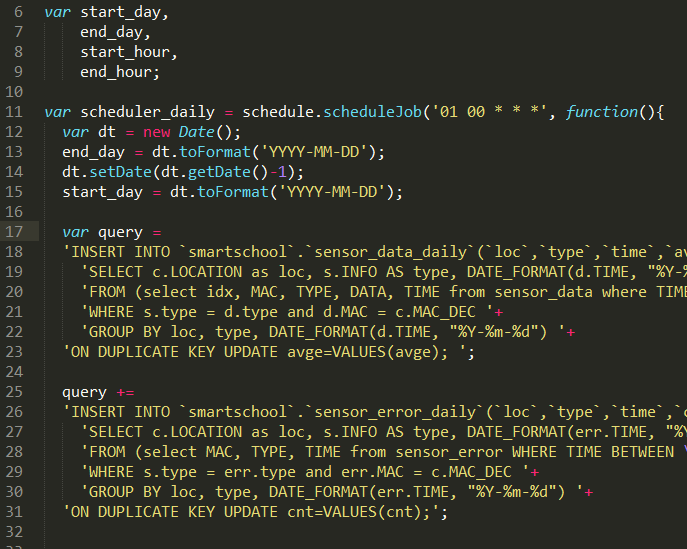 6 var start_day,
7 end_day,
8 start_hour,
9 end_hour;
10
11 var scheduler_daily = schedule.scheduleJob('01 00 * * *', function(){
12 var dt = new Date();
13 end_day = dt.toFormat('YYYY-MM-DD');
14 dt.setDate(dt.getDate()-1);
15 start_day = dt.toFormat('YYYY-MM-DD');
16
17 var query =
18 'INSERT INTO `smartschool`.`sensor_data_daily`(`loc`,`type`,`time`,`av
19 'SELECT c.LOCATION as loc, s.INFO AS type, DATE_FORMAT(d.TIME, "%Y-%
20 'FROM (select idx, MAC, TYPE, DATA, TIME from sensor_data where TIME
21 'WHERE s.type = d.type and d.MAC = c.MAC_DEC '+
22 'GROUP BY loc, type, DATE_FORMAT(d.TIME, "%Y-%m-%d") '+
23 'ON DUPLICATE KEY UPDATE avge=VALUES(avge); ';
24
25 query +=
26 'INSERT INTO `smartschool`.`sensor_error_daily`(`loc`,`type`,`time`,`c
27 'SELECT c.LOCATION as loc, s.INFO AS type, DATE_FORMAT(err.TIME, "%Y
28 'FROM (select MAC, TYPE, TIME from sensor_error WHERE TIME BETWEEN
29 'WHERE s.type = err.type and err.MAC = c.MAC_DEC '+
30 'GROUP BY loc, type, DATE_FORMAT(err.TIME, "%Y-%m-%d") '+
31 'ON DUPLICATE KEY UPDATE cnt=VALUES(cnt);';
32